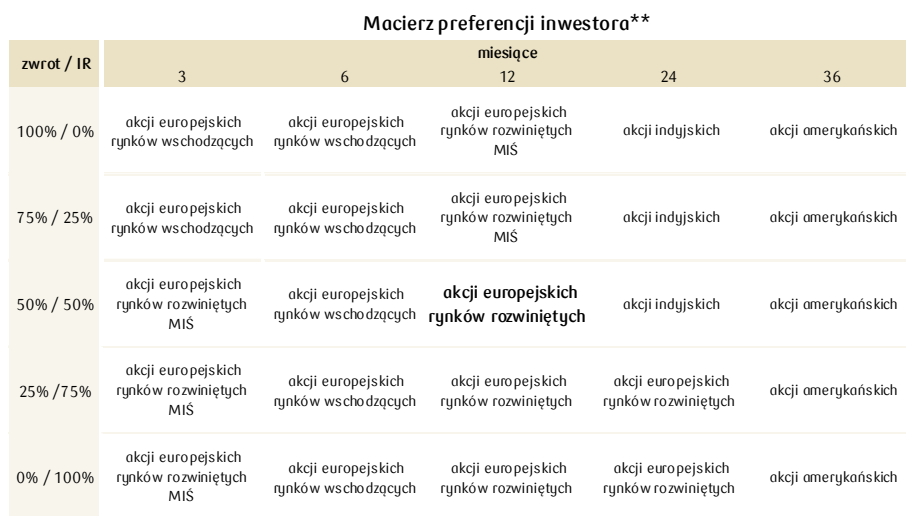 Macierz preferencji inwestora**
zwrot / IR
miesiące
3 6 12 24 36
100% / 0%
akcji europejskich
rynków wschodzących
akcji europejskich
rynków wschodzących
akcji europejskich
rynków rozwiniętych
MIŚ
akcji indyjskich
akcji amerykańskich
75% / 25%
akcji europejskich
rynków wschodzących
akcji europejskich
rynków wschodzących
akcji europejskich
rynków rozwiniętych
MIŚ
akcji indyjskich
akcji amerykańskich
50% / 50%
akcji europejskich
rynków rozwiniętych
MIŚ
akcji europejskich
rynków wschodzących
akcji europejskich
rynków rozwiniętych
akcji indyjskich
akcji amerykańskich
25% /75%
akcji europejskich
rynków rozwiniętych
MIŚ
akcji europejskich
rynków wschodzących
akcji europejskich
rynków rozwiniętych
akcji europejskich
rynków rozwiniętych
akcji amerykańskich
0% / 100%
akcji europejskich
rynków rozwiniętych
MIŚ
akcji europejskich
rynków wschodzących
akcji europejskich
rynków rozwiniętych
akcji europejskich
rynków rozwiniętych
akcji amerykańskich